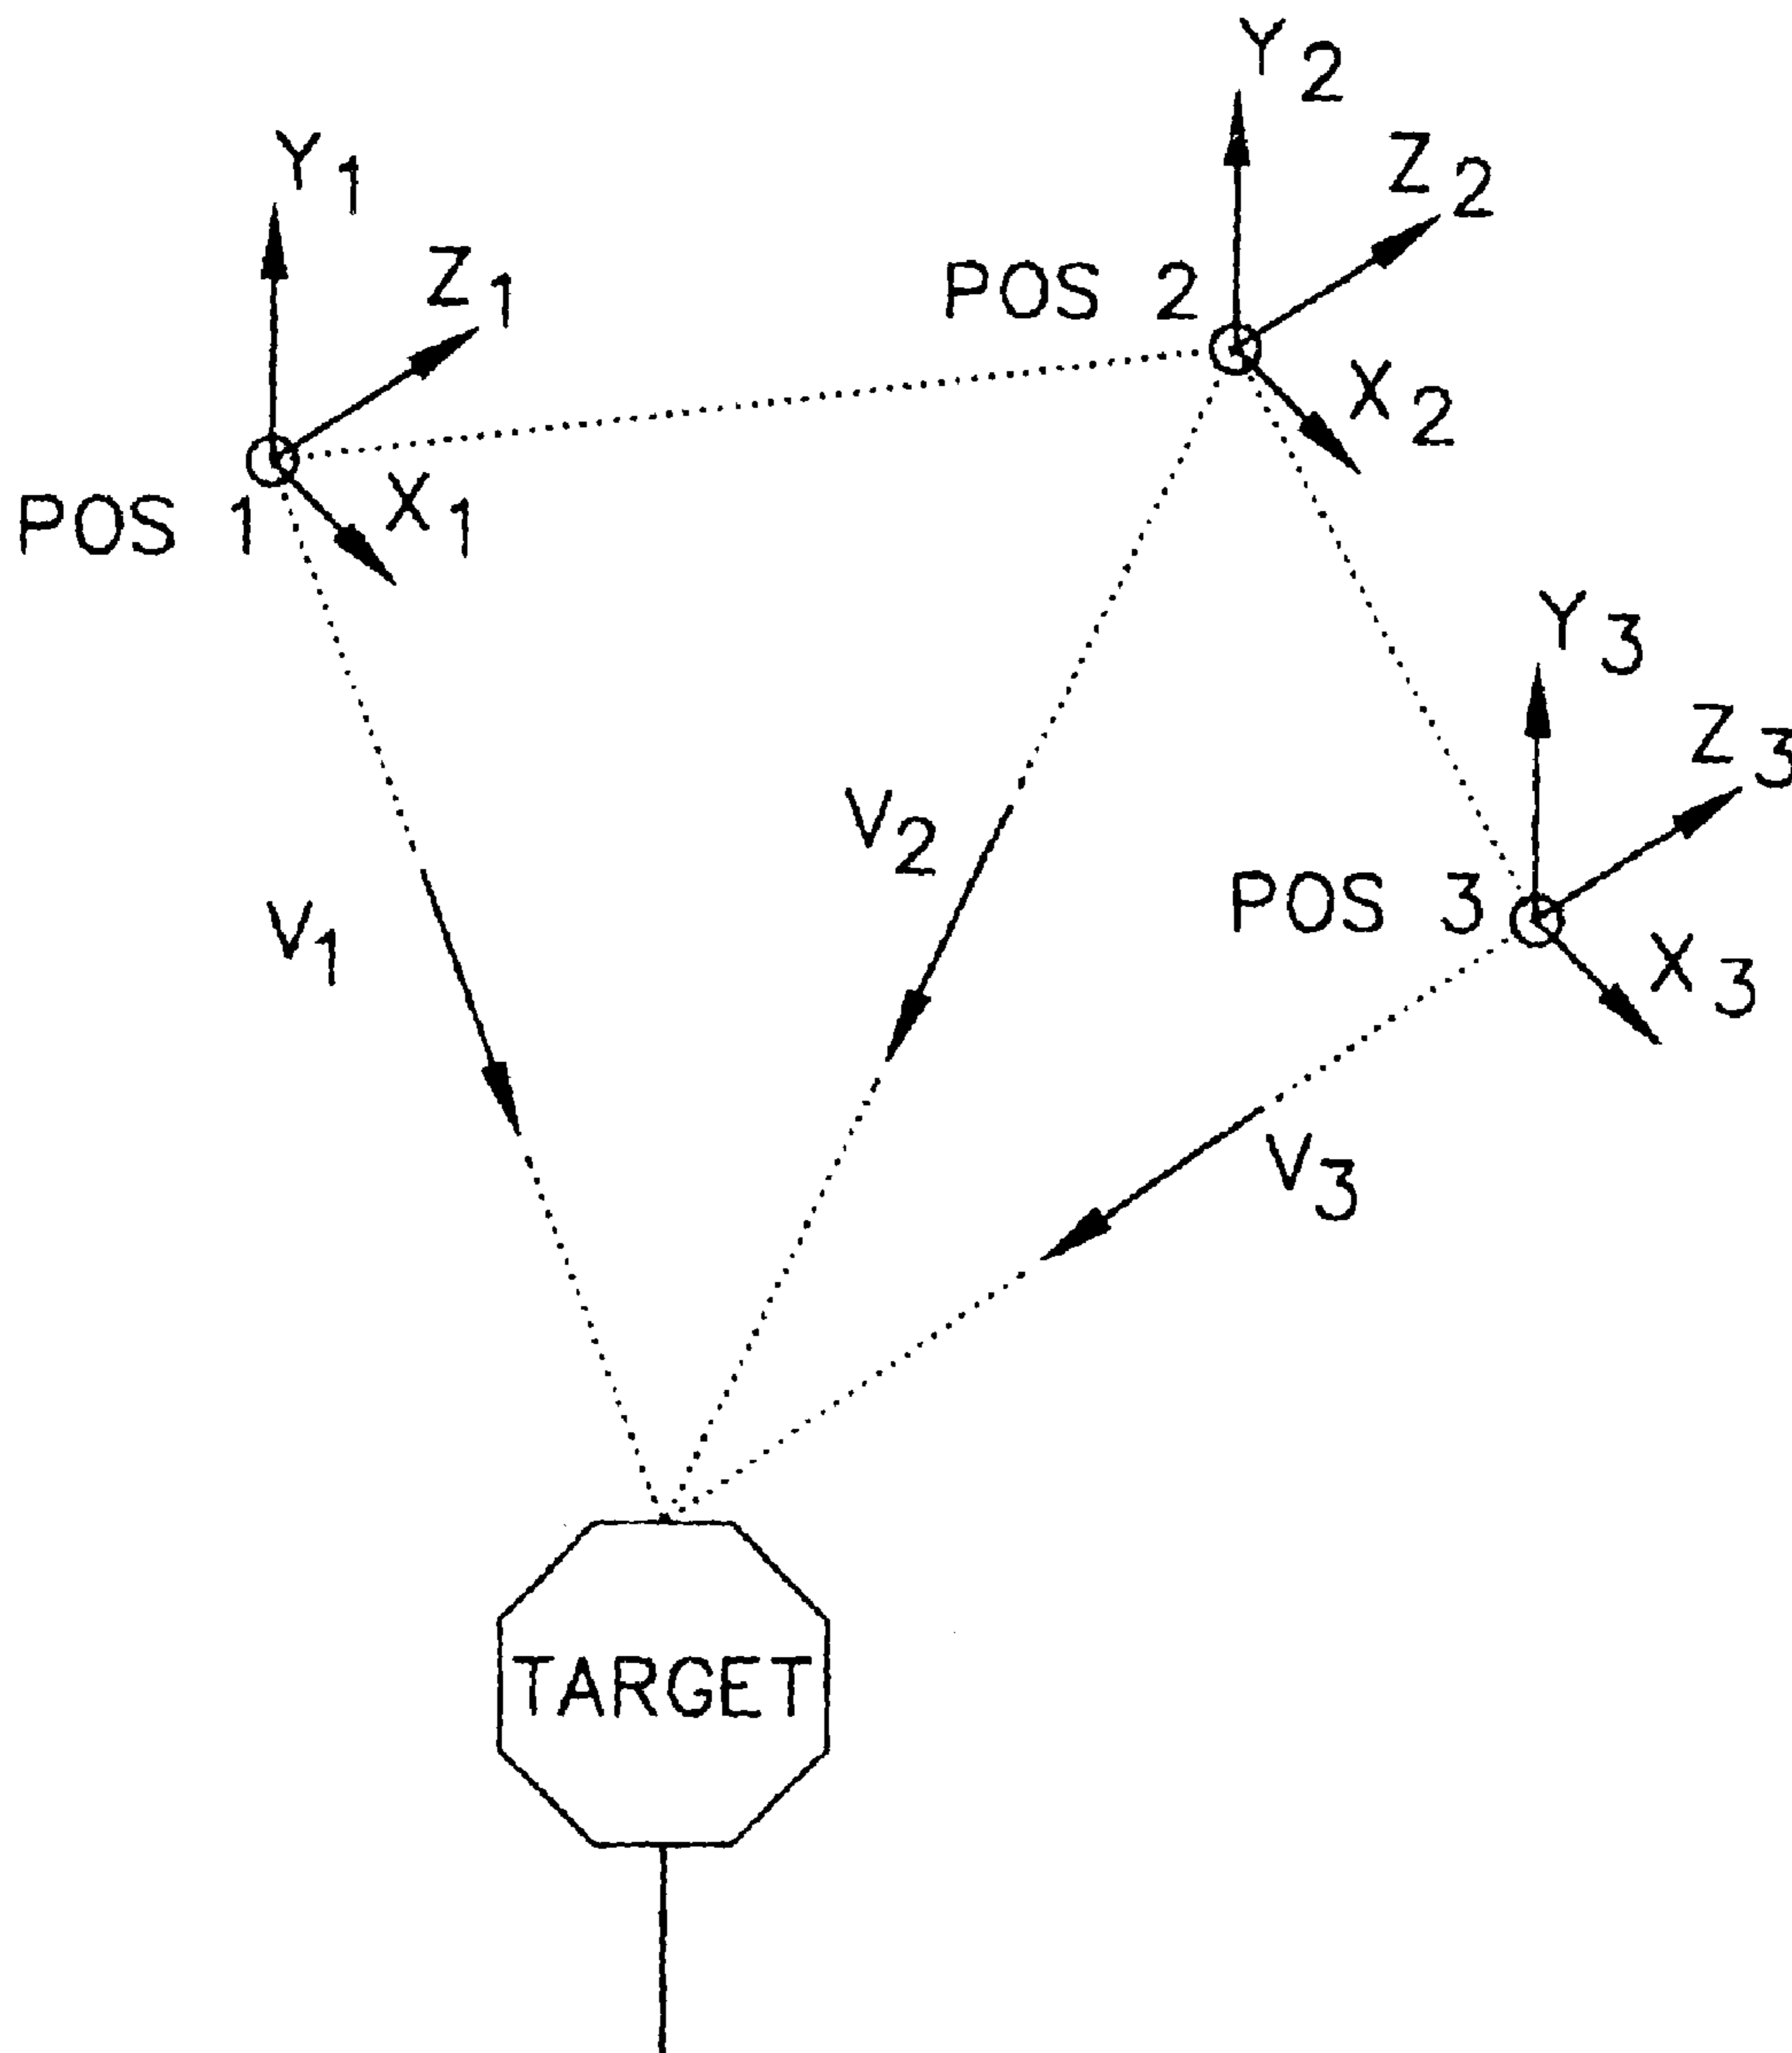 Y2
Y1
Z2
Z1
POS 2
X2
X1
POS 1
Y3
Z3
V2
POS 3
V1
X3
V3
TARGET